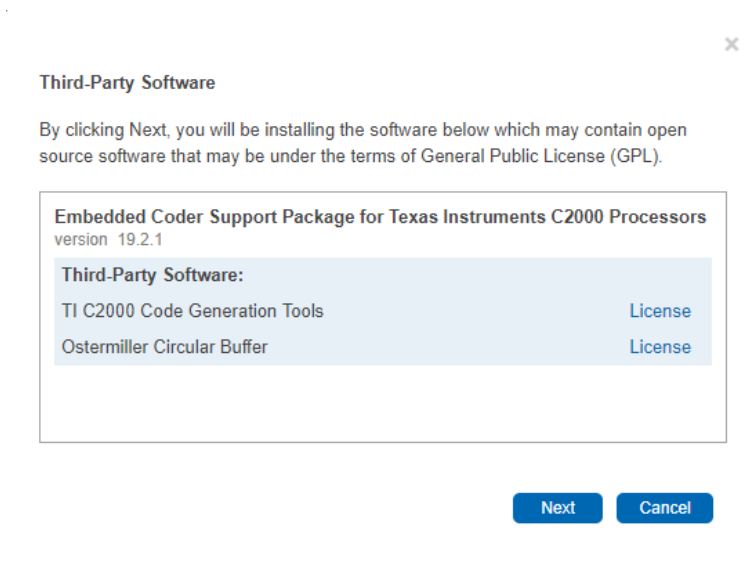 Third-Party Software
By clicking Next, you will be installing the software below which may contain open
source software that may be under the terms of General Public License (GPL).
Embedded Coder Support Package for Texas Instruments C2000 Processors
version 19.2.1
Third-Party Software:
TI C2000 Code Generation Tools License
Ostermiller Circular Buffer License
Next Cancel